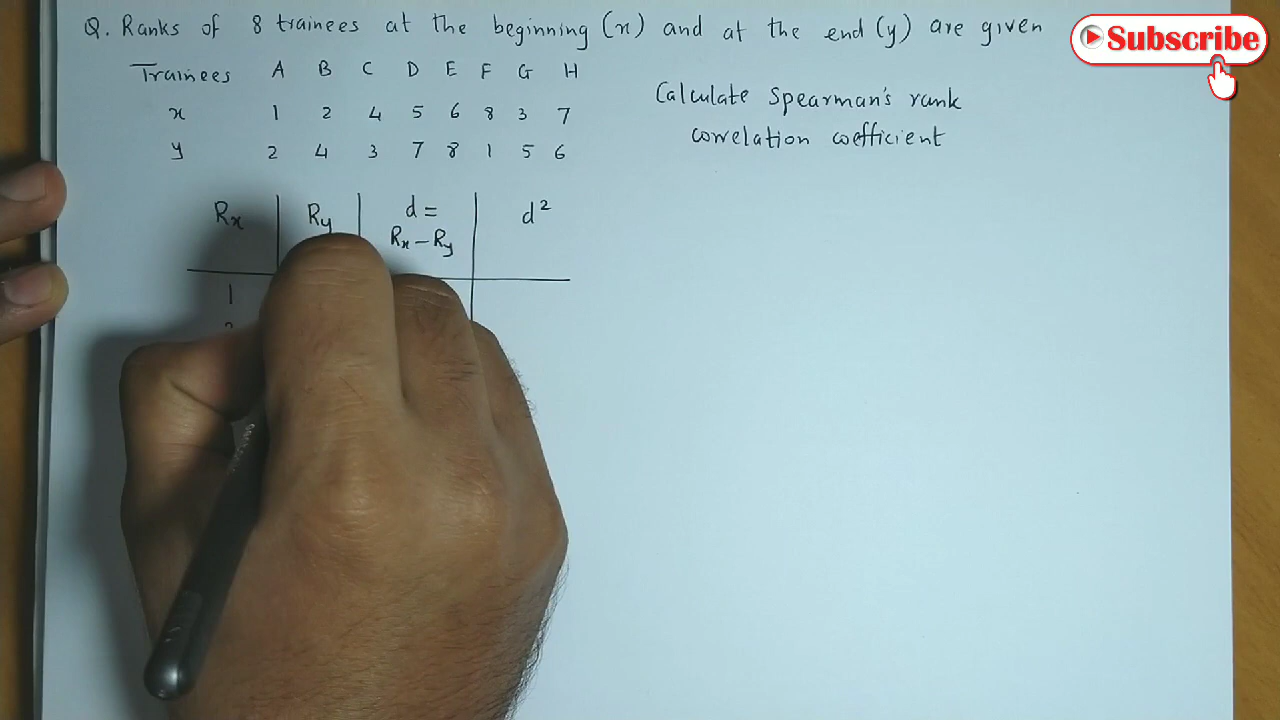 Q. Ranks of 8 trainees at the beginning (x) and at the end (y) are given
Subscribe
Trainees A B C D E F G H
x 1 2 4 5 6 8 3 7
y 2 4 3 7 8 1 5 6
Calculate Spearman's rank
correlation coefficient
Rx Ry d = d²
Rx – Ry
1